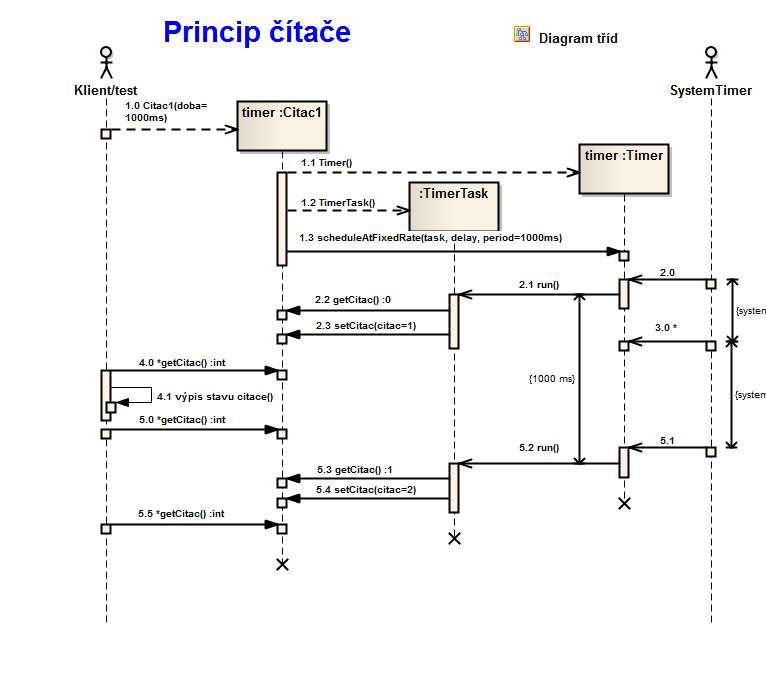 Princip čítače
Diagram tříd
Klient/test
SystemTimer
1.0 Citac1(doba=
1000ms)
timer :Citac1
1.1 Timer()
timer :Timer
1.2 TimerTask()
:TimerTask
1.3 scheduleAtFixedRate(task, delay, period=1000ms)
2.0
2.1 run()
2.2 getCitac() :0
{system
2.3 setCitac(citac=1)
3.0 *
4.0 *getCitac() :int
{1000 ms}
4.1 výpis stavu citace()
{system
5.0 *getCitac() :int
5.1
5.2 run()
5.3 getCitac() :1
5.4 setCitac(citac=2)
5.5 *getCitac() :int